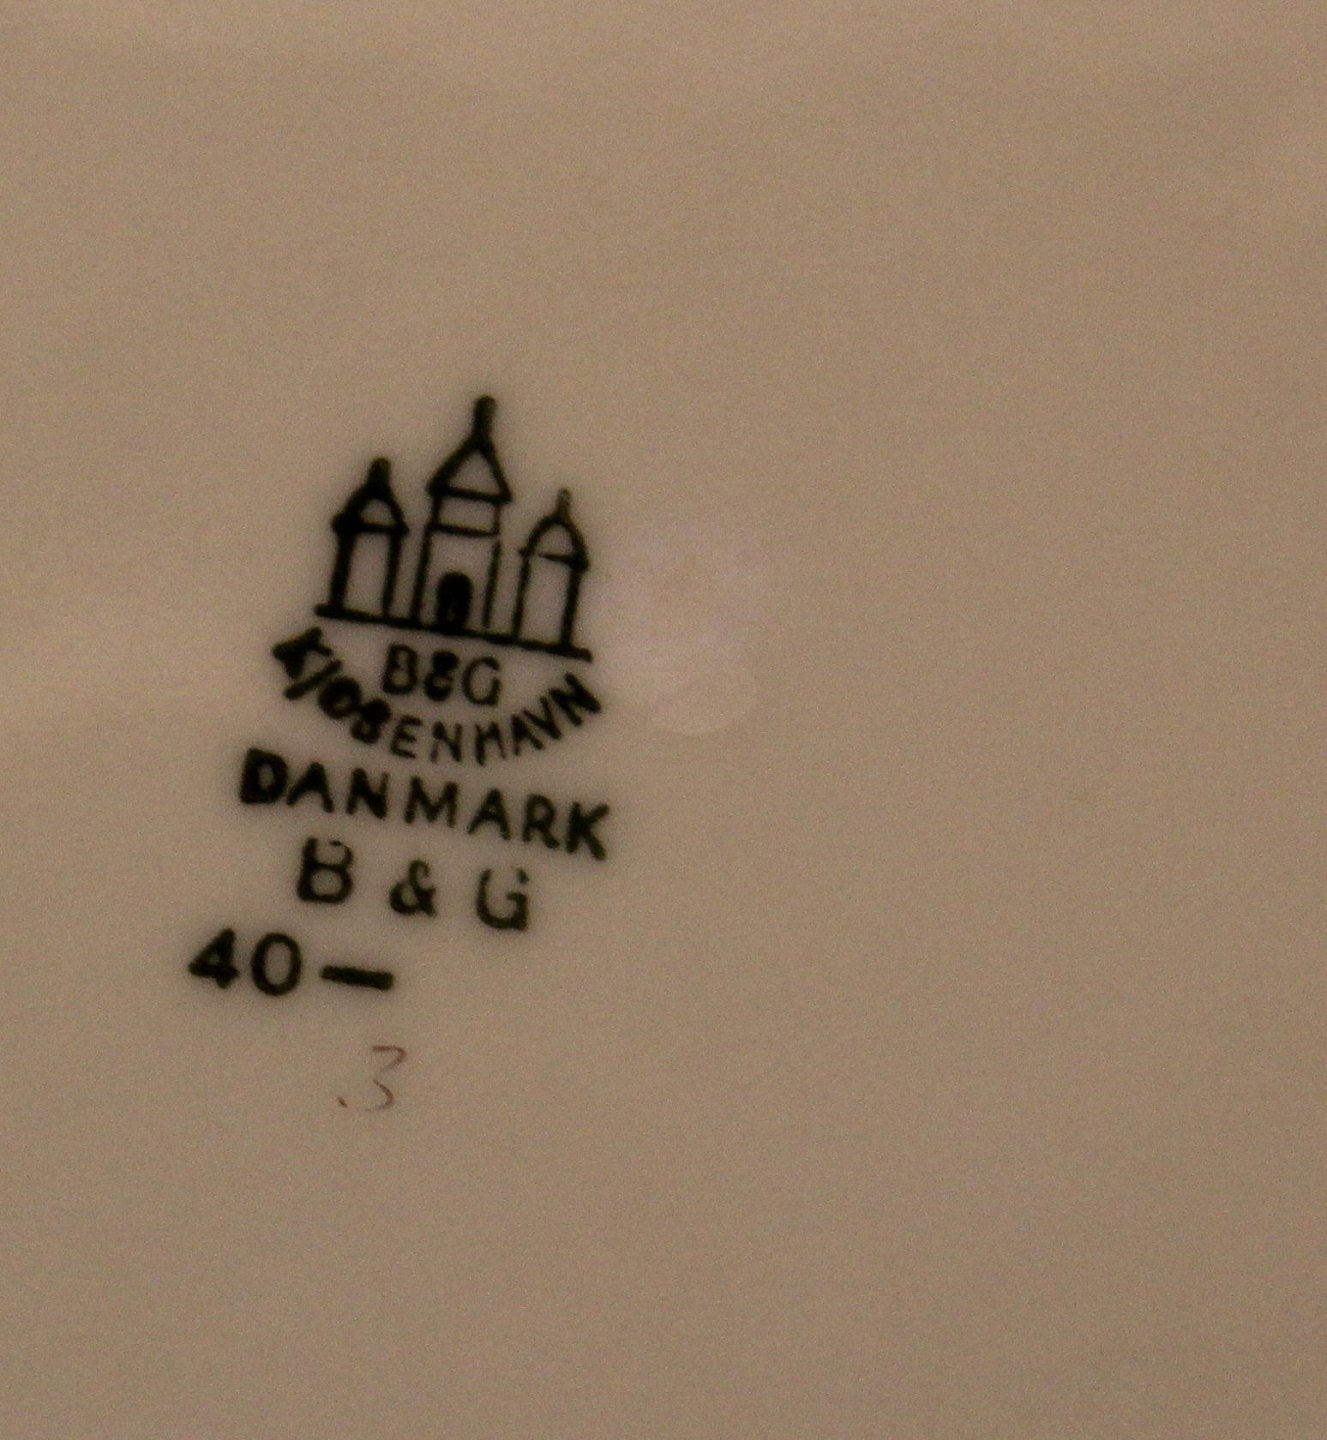 B&G
KJØBENHAVN
DANMARK
B & G
40—
.3